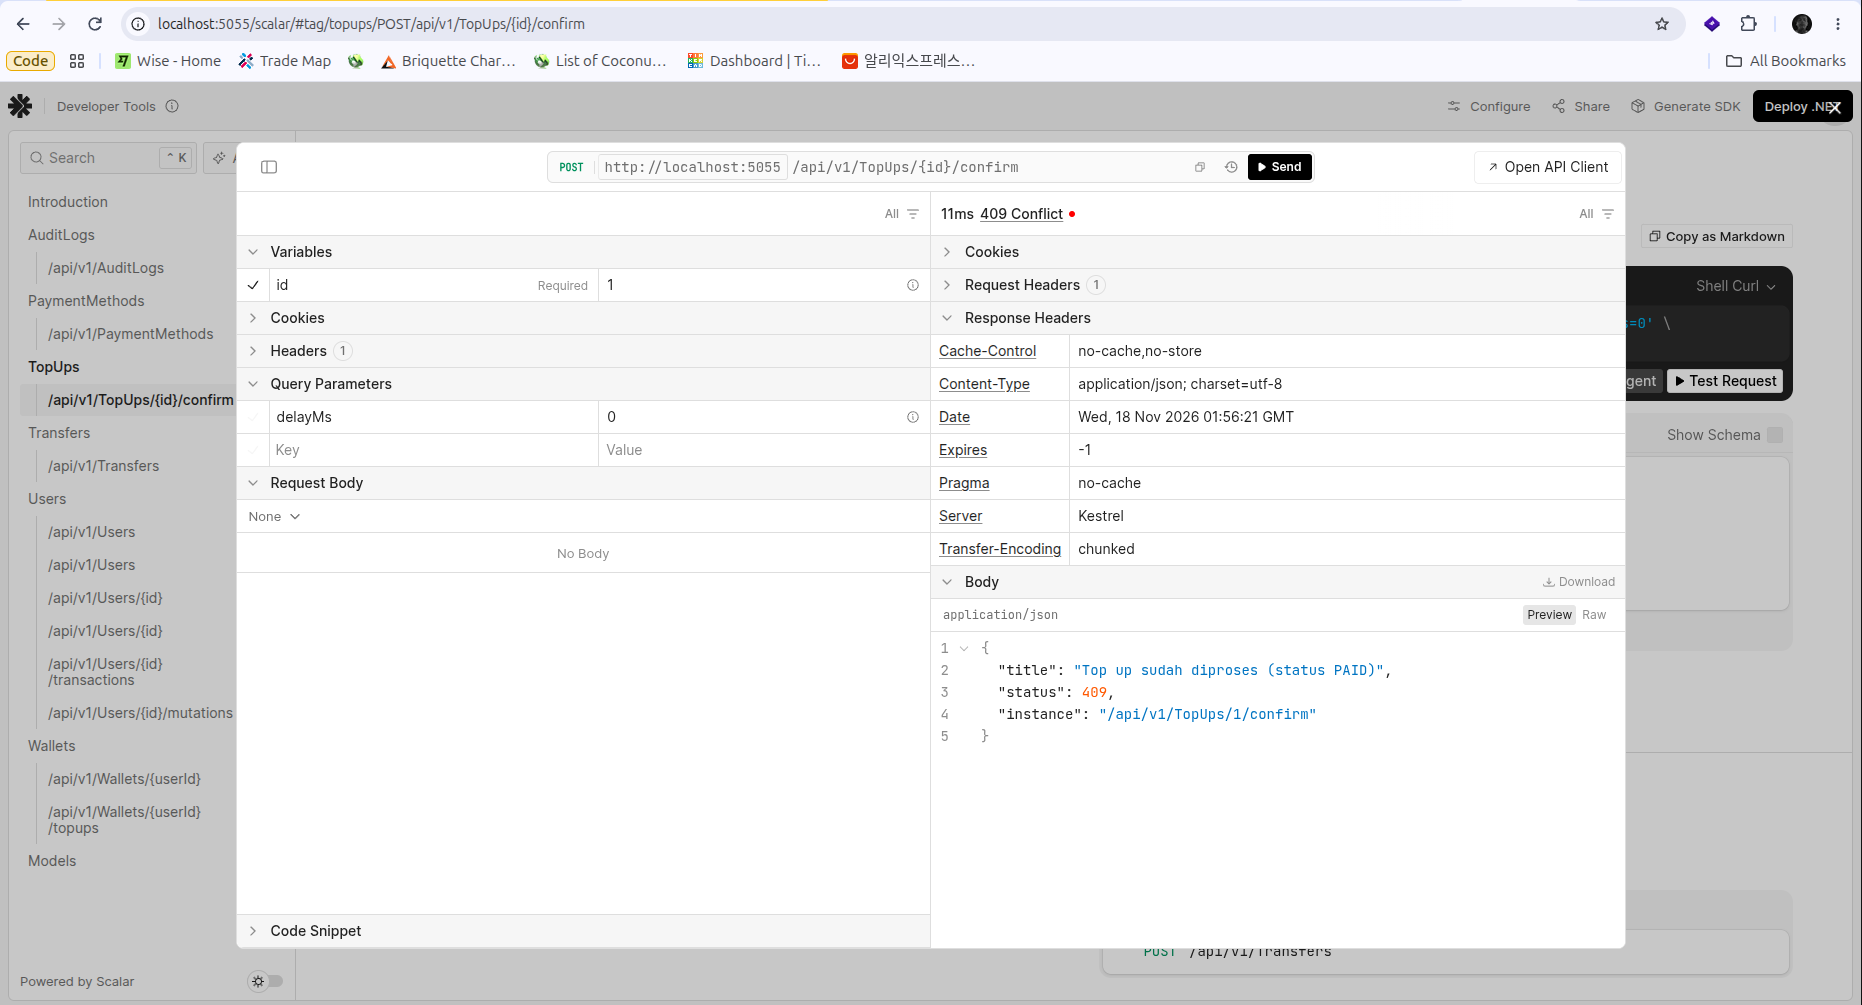 localhost:5055/scalar/#tag/topups/POST/api/v1/TopUps/{id}/confirm
Code
Wise - Home
Trade Map
Briquette Char...
List of Coconu...
Dashboard | Ti...
알리익스프레스...
All Bookmarks
Developer Tools
Configure
Share
Generate SDK
Deploy .NET
Search
⌃ K
Introduction
AuditLogs
/api/v1/AuditLogs
PaymentMethods
/api/v1/PaymentMethods
TopUps
/api/v1/TopUps/{id}/confirm
Transfers
/api/v1/Transfers
Users
/api/v1/Users
/api/v1/Users
/api/v1/Users/{id}
/api/v1/Users/{id}
/api/v1/Users/{id}
/transactions
/api/v1/Users/{id}/mutations
Wallets
/api/v1/Wallets/{userId}
/api/v1/Wallets/{userId}
/topups
Models
Powered by Scalar
POST http://localhost:5055 /api/v1/TopUps/{id}/confirm
Send
Open API Client
All
Variables
id Required 1
Cookies
Headers 1
Query Parameters
delayMs 0
Key Value
Request Body
None
No Body
Code Snippet
11ms 409 Conflict
All
Cookies
Request Headers 1
Response Headers
Cache-Control no-cache,no-store
Content-Type application/json; charset=utf-8
Date Wed, 18 Nov 2026 01:56:21 GMT
Expires -1
Pragma no-cache
Server Kestrel
Transfer-Encoding chunked
Body
Download
application/json
Preview Raw
1 {
2 "title": "Top up sudah diproses (status PAID)",
3 "status": 409,
4 "instance": "/api/v1/TopUps/1/confirm"
5 }
Copy as Markdown
Shell Curl
=0' \
gent
Test Request
Show Schema
POST /api/v1/Transfers